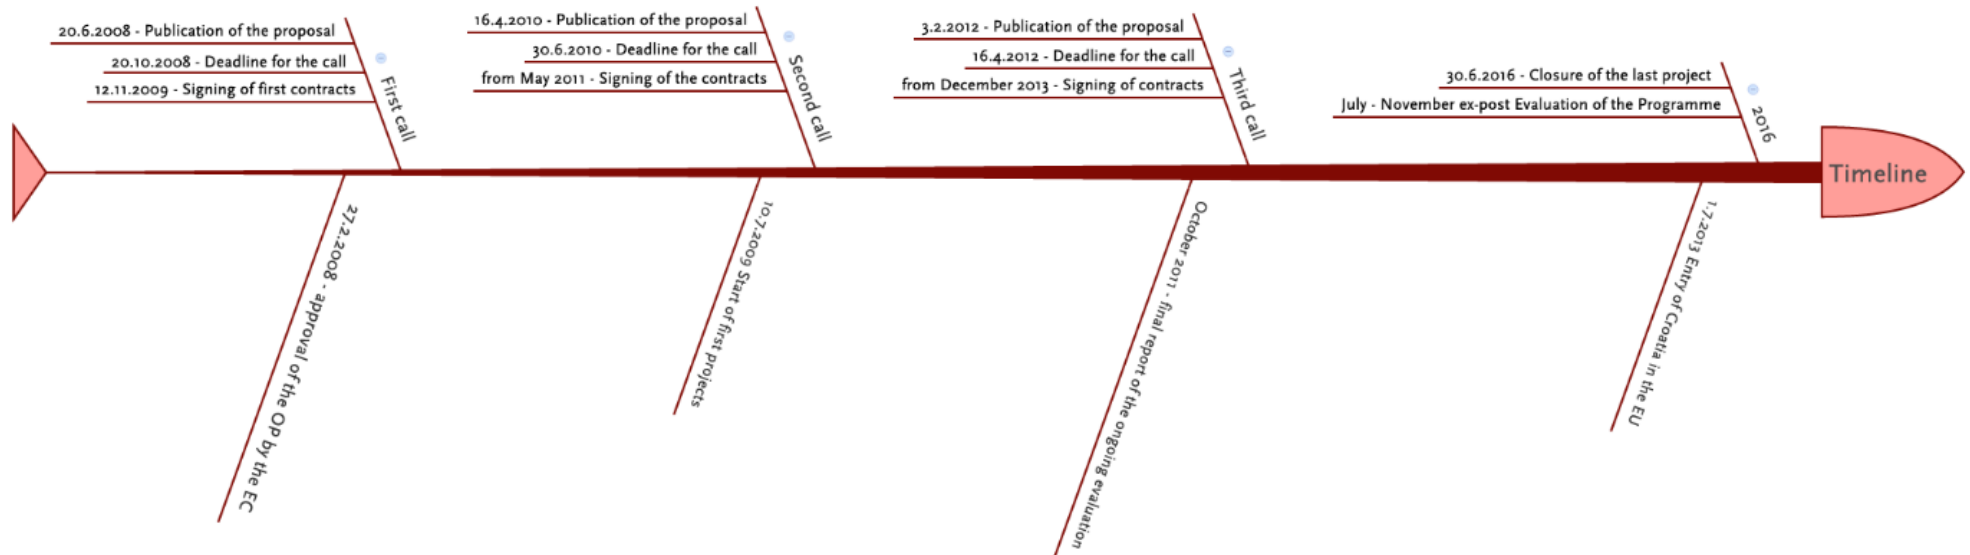 20.6.2008 - Publication of the proposal
20.10.2008 - Deadline for the call
12.11.2009 - Signing of first contracts
First call
16.4.2010 - Publication of the proposal
30.6.2010 - Deadline for the call
from May 2011 - Signing of the contracts
Second call
3.2.2012 - Publication of the proposal
16.4.2012 - Deadline for the call
from December 2013 - Signing of contracts
Third call
30.6.2016 - Closure of the last project
July - November ex-post Evaluation of the Programme
2016
Timeline
27.2.2008 - approval of the OP by the EC
10.7.2009 Start of first projects
October 2011 - final report of the ongoing evaluation
1.7.2013 Entry of Croatia in the EU